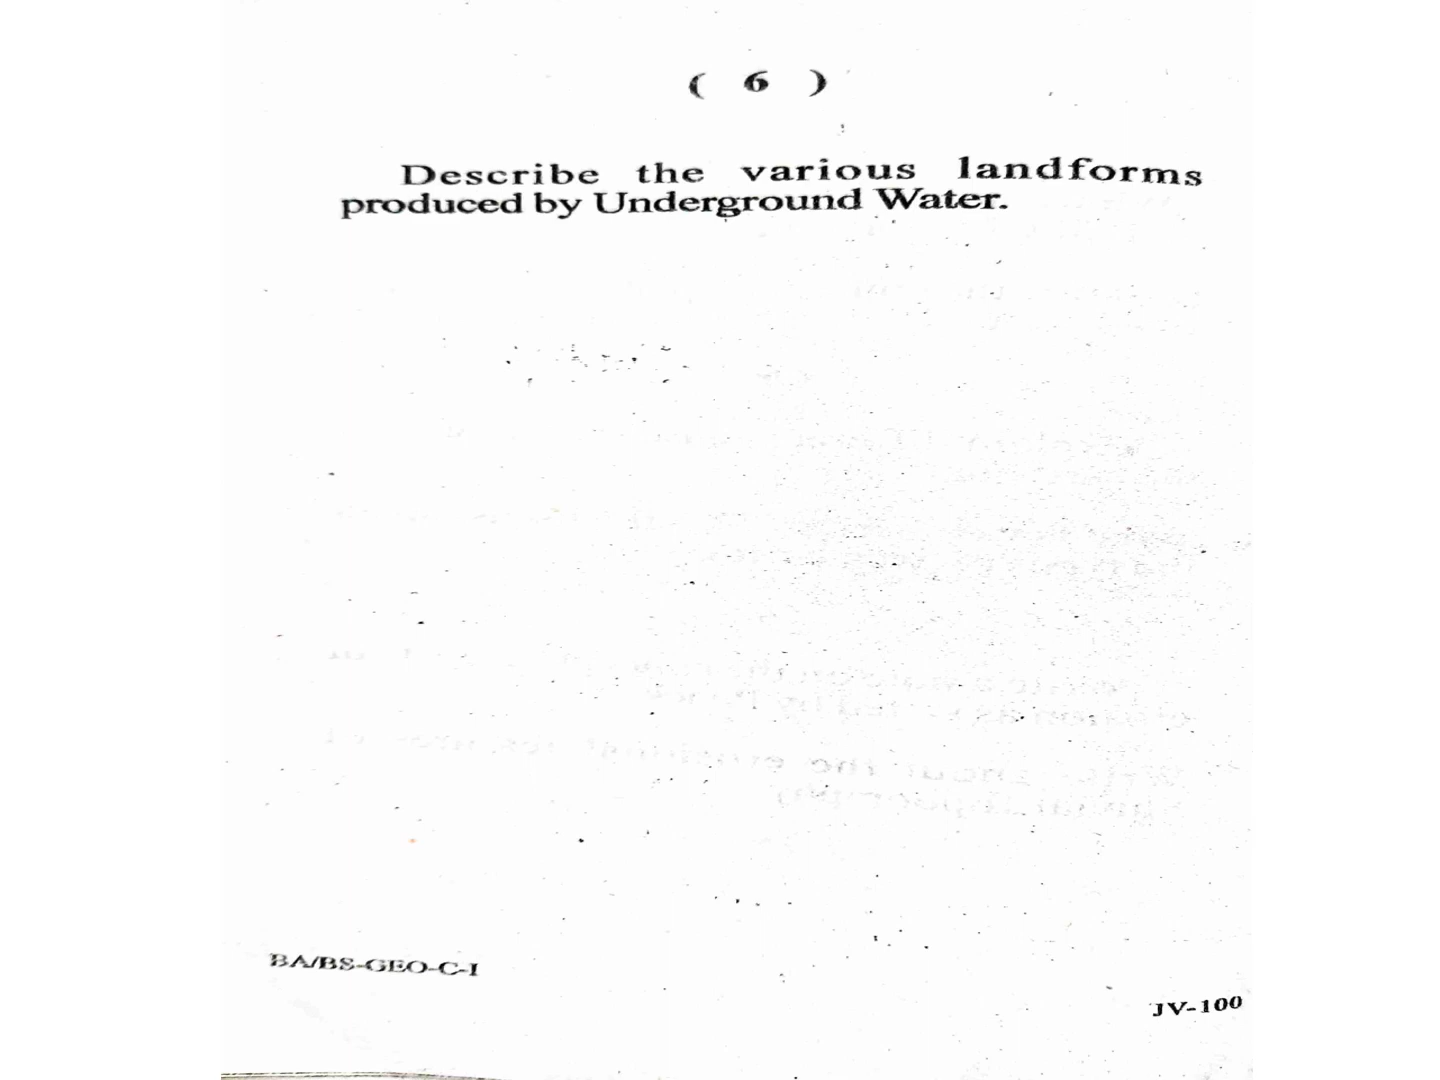 ( 6 )
Describe the various landforms
produced by Underground Water.
BA/BS-GEO-C-I
JV-100